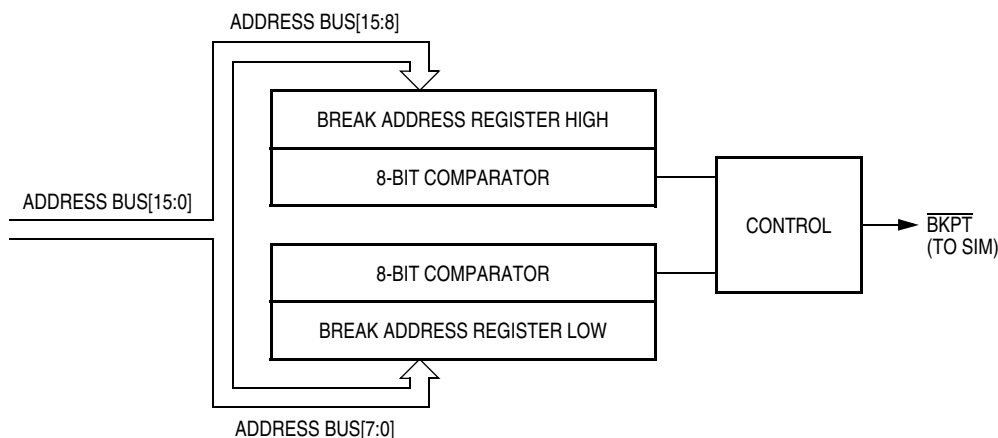 ADDRESS BUS[15:8]
BREAK ADDRESS REGISTER HIGH
8-BIT COMPARATOR
ADDRESS BUS[15:0]
CONTROL
BKPT
(TO SIM)
8-BIT COMPARATOR
BREAK ADDRESS REGISTER LOW
ADDRESS BUS[7:0]